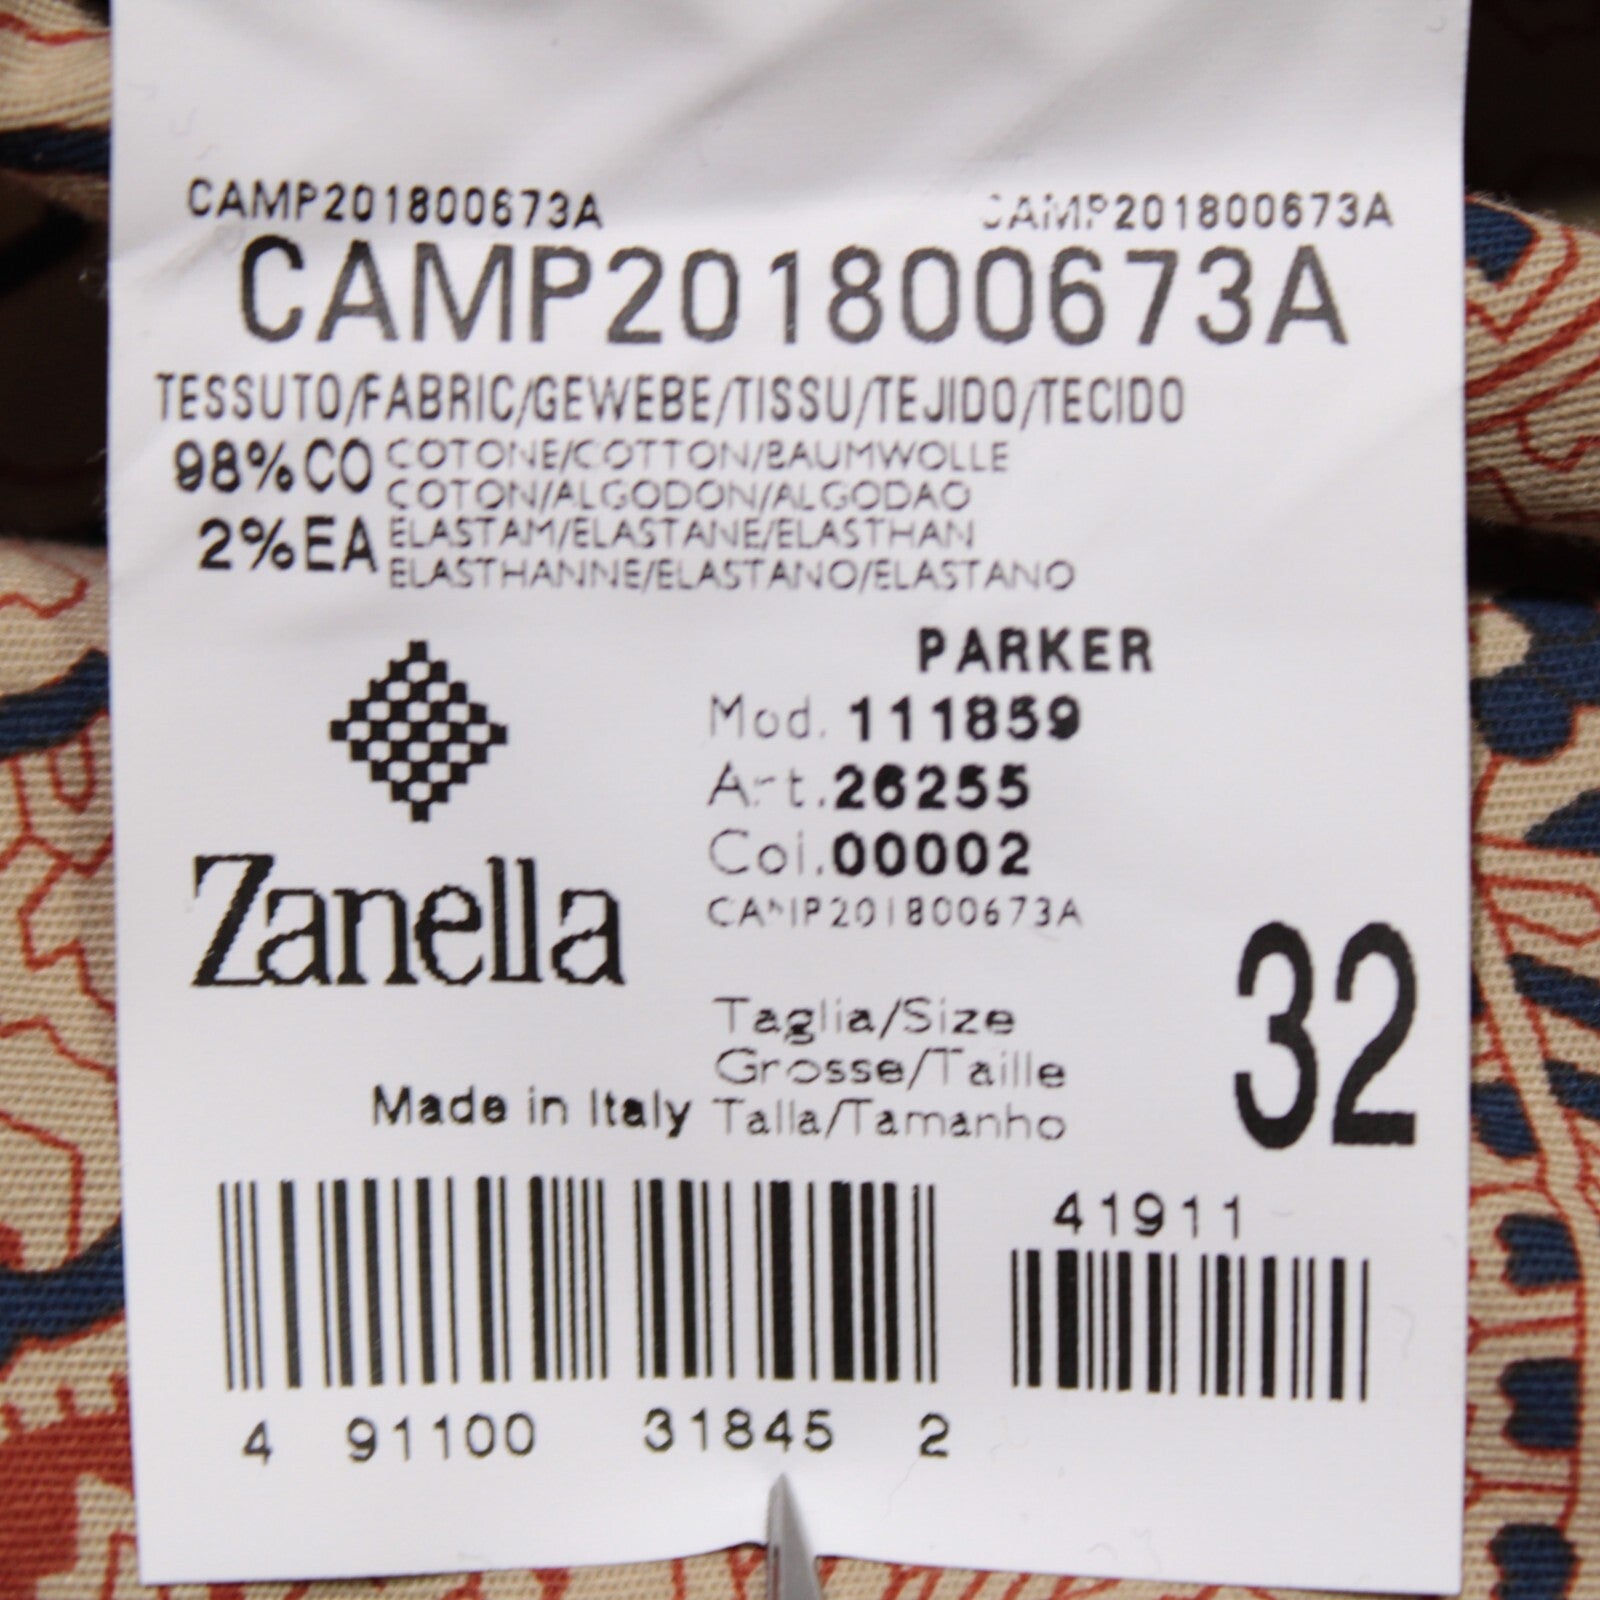 CAMP201800673A CAMP201800673A
CAMP201800673A
TESSUTO/FABRIC/GEWEBE/TISSU/TEJIDO/TECIDO
98%CO COTONE/COTTON/BAUMWOLLE
COTON/ALGODON/ALGODAO
2%EA ELASTAM/ELASTANE/ELASTHAN
ELASTHANNE/ELASTANO/ELASTANO
PARKER
Mod. 111859
Art. 26255
Col. 00002
CAMP201800673A
Zanella
Taglia/Size
Grosse/Taille
Talla/Tamanho
32
Made in Italy
41911
4 91100 31845 2